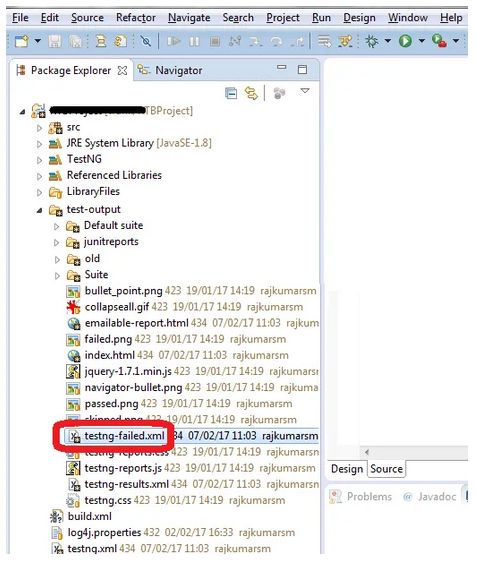 File Edit Source Refactor Navigate Search Project Run Design Window Help
Package Explorer Navigator
TBProject]
src
JRE System Library [JavaSE-1.8]
TestNG
Referenced Libraries
LibraryFiles
test-output
Default suite
junitreports
old
Suite
bullet_point.png 423 19/01/17 14:19 rajkumarsm
collapseall.gif 423 19/01/17 14:19 rajkumarsm
emailable-report.html 434 07/02/17 11:03 rajkum
failed.png 423 19/01/17 14:19 rajkumarsm
index.html 434 07/02/17 11:03 rajkumarsm
jquery-1.7.1.min.js 423 19/01/17 14:19 rajkum
navigator-bullet.png 423 19/01/17 14:19 rajkum
passed.png 423 19/01/17 14:19 rajkumarsm
skipped.png 423 19/01/17 14:19 rajkumarsm
testng-failed.xml 434 07/02/17 11:03 rajkumarsm
testng-reports.css 423 19/01/17 14:19 rajkums
testng-reports.js 423 19/01/17 14:19 rajkumars
testng-results.xml 434 07/02/17 11:03 rajkuma
testng.css 423 19/01/17 14:19 rajkumarsm
build.xml
log4j.properties 432 02/02/17 16:33 rajkumarsm
testng.xml 434 07/02/17 11:03 rajkumarsm
Design Source
Problems @ Javadoc